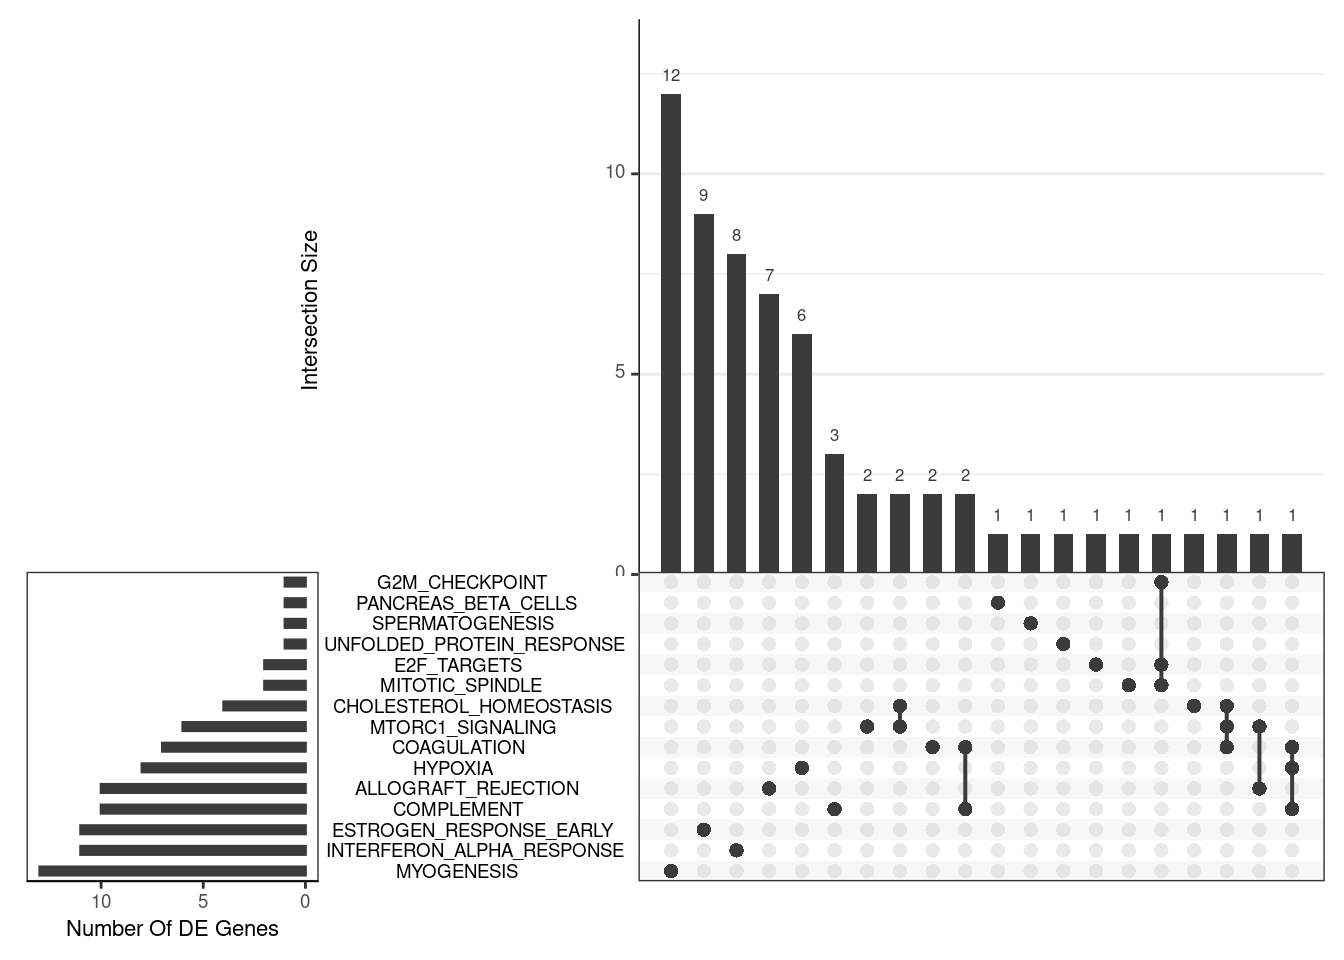 12
9
8
7
6
3
2 2 2 2
1 1 1 1 1 1 1 1 1 1
10
5
0
Intersection Size
G2M_CHECKPOINT
PANCREAS_BETA_CELLS
SPERMATOGENESIS
UNFOLDED_PROTEIN_RESPONSE
E2F_TARGETS
MITOTIC_SPINDLE
CHOLESTEROL_HOMEOSTASIS
MTORC1_SIGNALING
COAGULATION
HYPOXIA
ALLOGRAFT_REJECTION
COMPLEMENT
ESTROGEN_RESPONSE_EARLY
INTERFERON_ALPHA_RESPONSE
MYOGENESIS
10 5 0
Number Of DE Genes